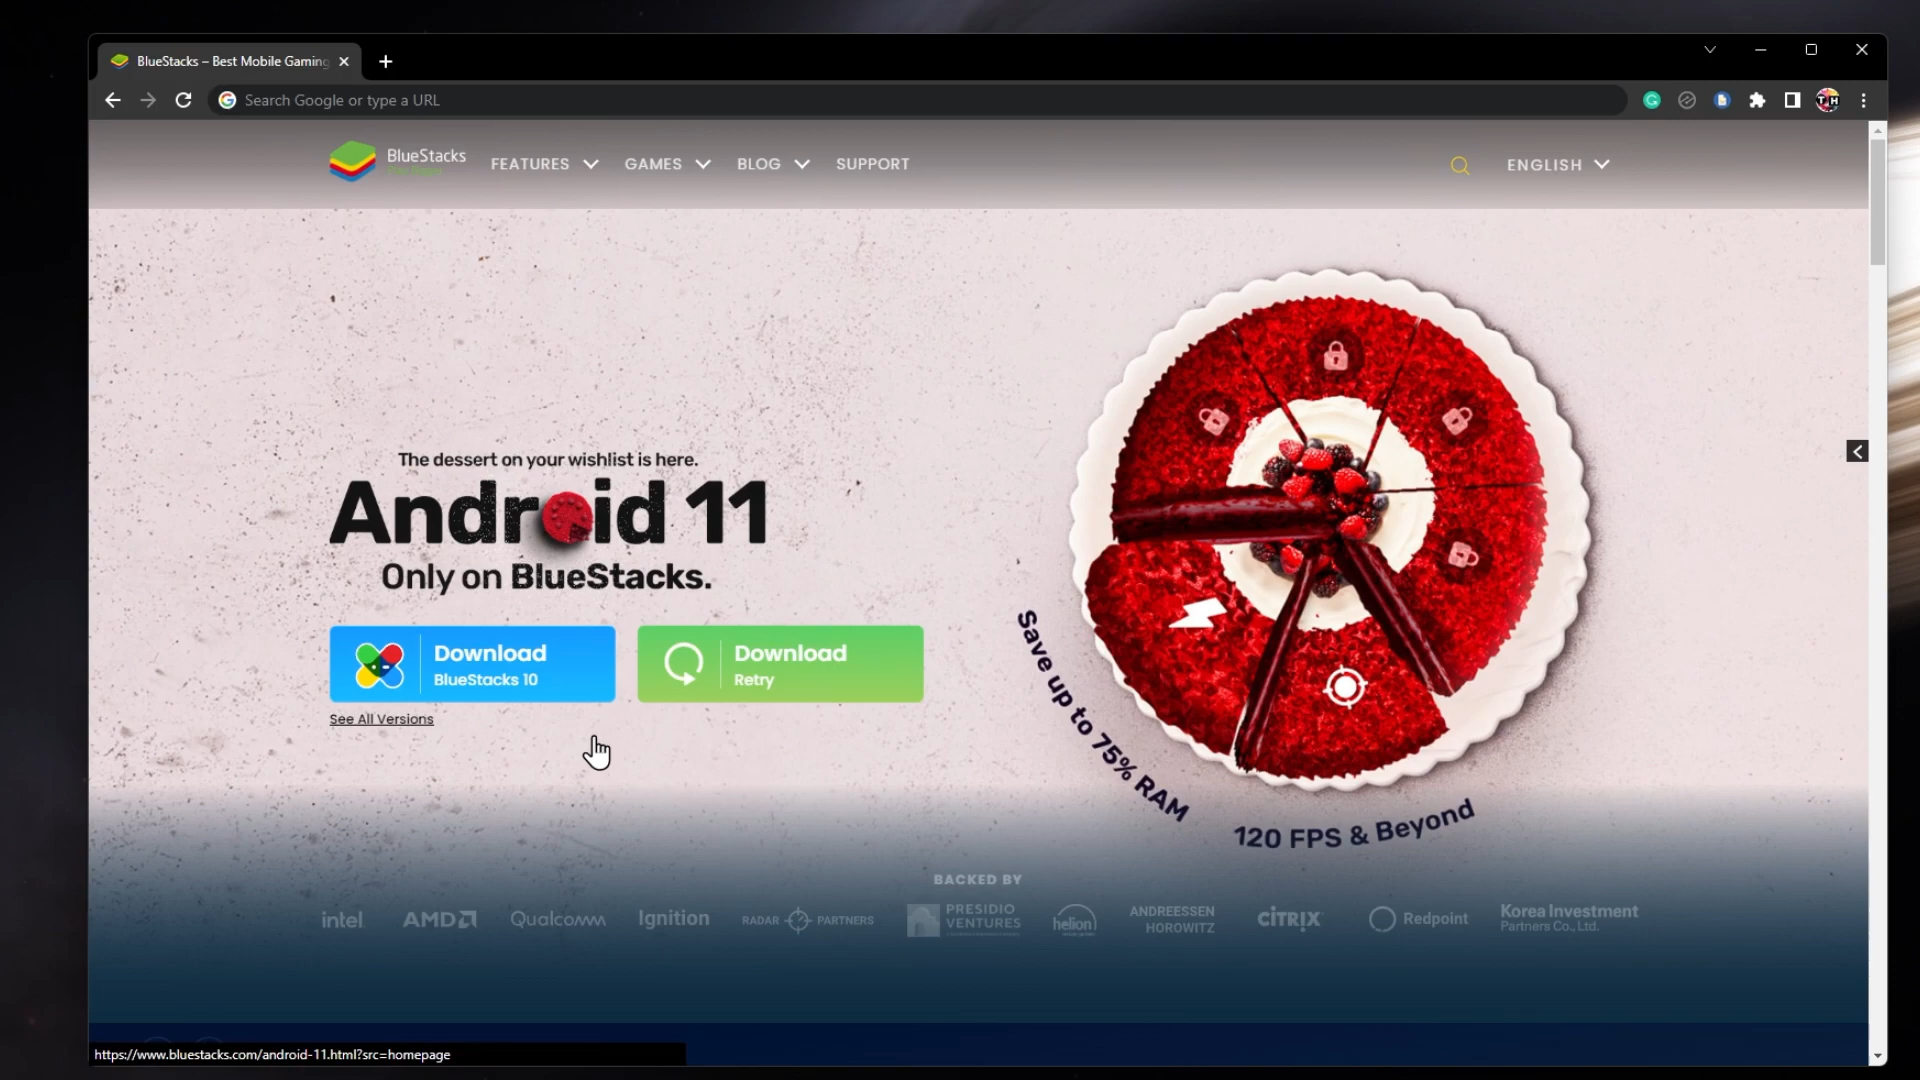 BlueStacks – Best Mobile Gaming
Search Google or type a URL
BlueStacks
FEATURES
GAMES
BLOG
SUPPORT
ENGLISH
The dessert on your wishlist is here.
Android 11
Only on BlueStacks.
Download
BlueStacks 10
Download
Retry
See All Versions
Save up to 75% RAM
120 FPS & Beyond
BACKED BY
intel
AMD
Qualcomm
Ignition
RADAR PARTNERS
PRESIDIO
VENTURES
helion
ANDREESSEN
HOROWITZ
CITRIX
Redpoint
Korea Investment
Partners Co., Ltd.
https://www.bluestacks.com/android-11.html?src=homepage